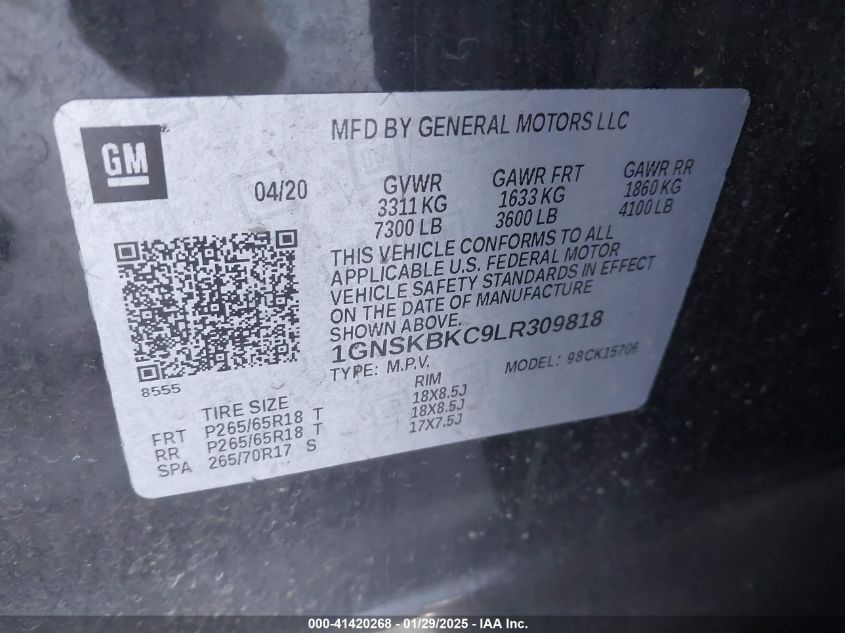 GM
MFD BY GENERAL MOTORS LLC
04/20
GVWR
3311 KG
7300 LB
GAWR FRT
1633 KG
3600 LB
GAWR RR
1860 KG
4100 LB
THIS VEHICLE CONFORMS TO ALL
APPLICABLE U.S. FEDERAL MOTOR
VEHICLE SAFETY STANDARDS IN EFFECT
ON THE DATE OF MANUFACTURE
SHOWN ABOVE.
1GNSKBKC9LR309818
TYPE: M.P.V. MODEL: 98CK15706
8555
TIRE SIZE RIM
FRT P265/65R18 T 18X8.5J
RR P265/65R18 T 18X8.5J
SPA 265/70R17 S 17X7.5J
000-41420268 - 01/29/2025 - IAA Inc.